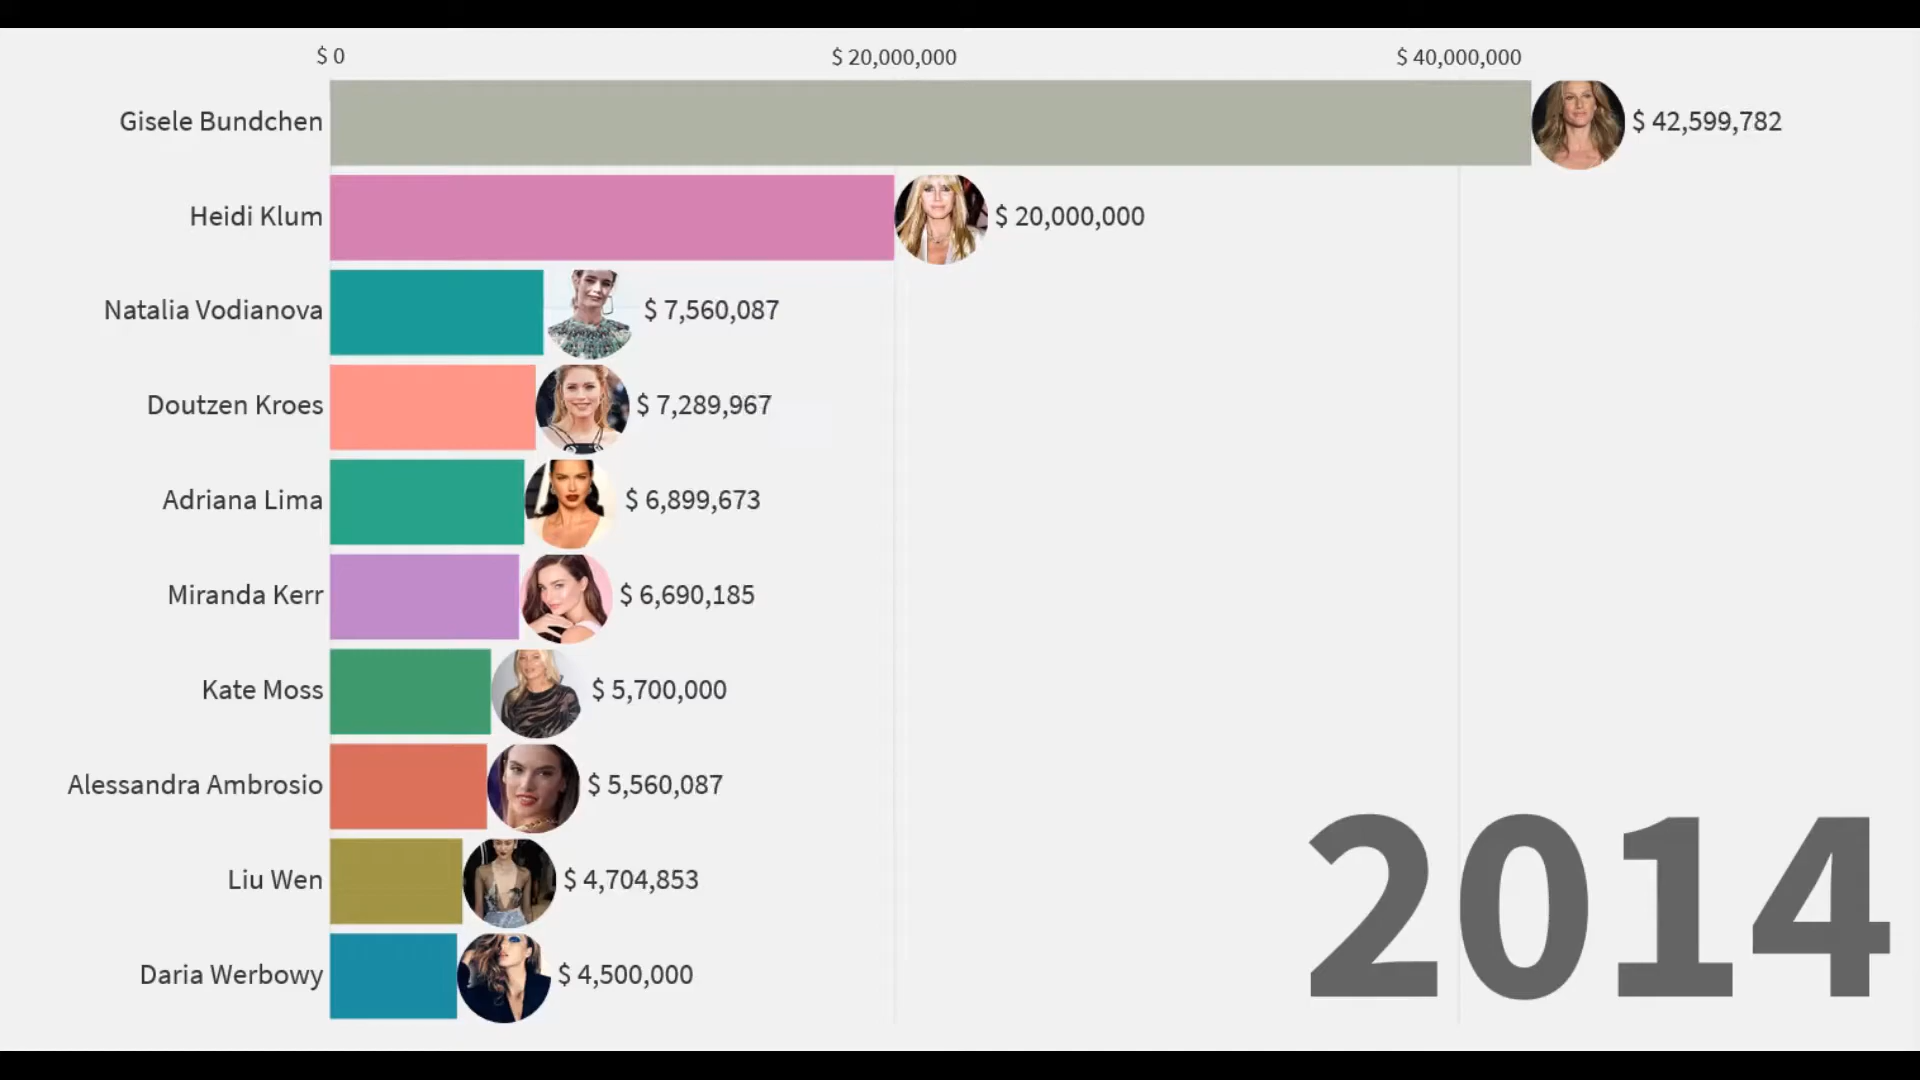 $ 0 $ 20,000,000 $ 40,000,000
Gisele Bundchen $ 42,599,782
Heidi Klum $ 20,000,000
Natalia Vodianova $ 7,560,087
Doutzen Kroes $ 7,289,967
Adriana Lima $ 6,899,673
Miranda Kerr $ 6,690,185
Kate Moss $ 5,700,000
Alessandra Ambrosio $ 5,560,087
Liu Wen $ 4,704,853
Daria Werbowy $ 4,500,000
2014